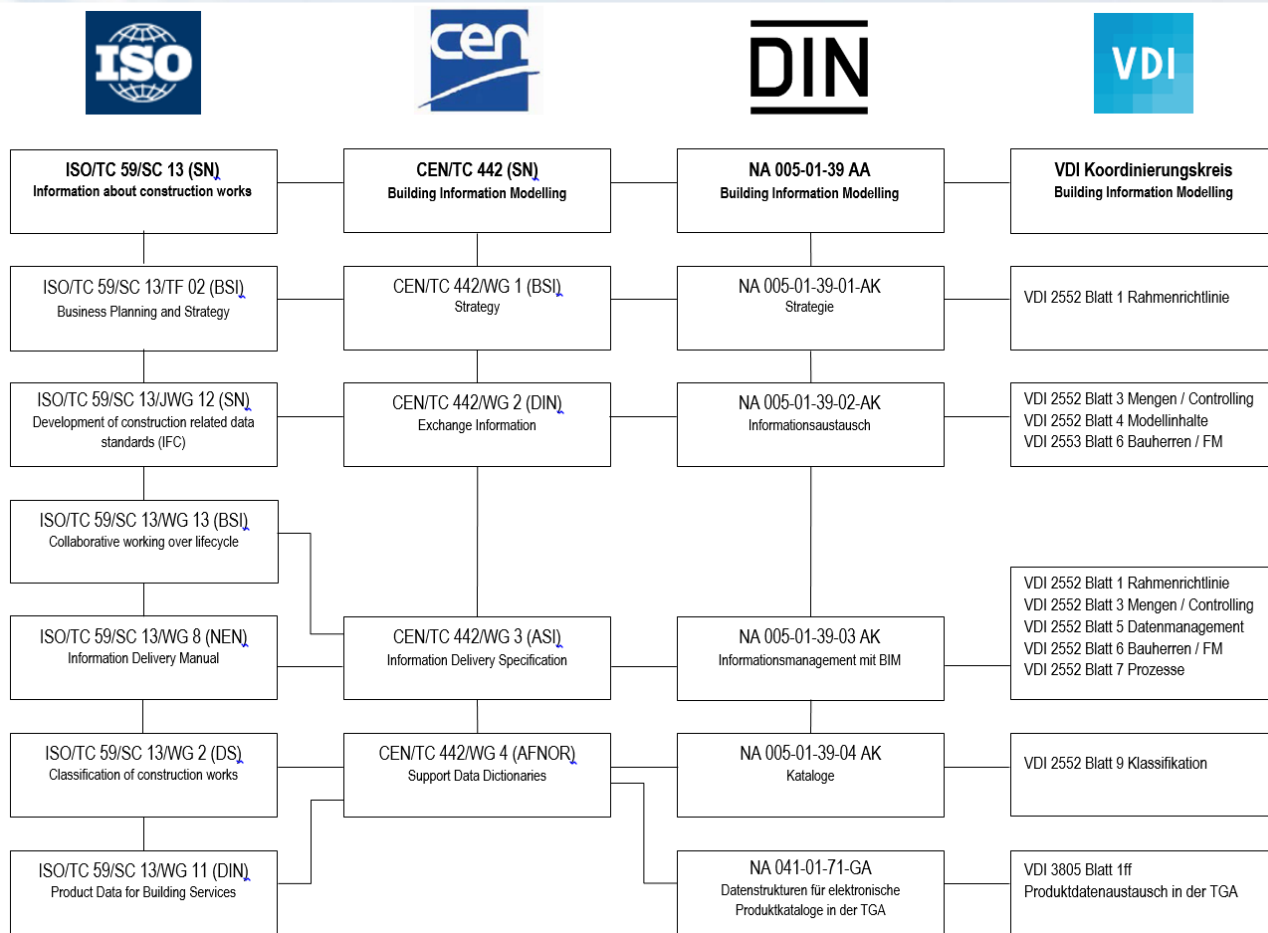 ISO
cen
DIN
VDI
ISO/TC 59/SC 13 (SN)
Information about construction works
CEN/TC 442 (SN)
Building Information Modelling
NA 005-01-39 AA
Building Information Modelling
VDI Koordinierungskreis
Building Information Modelling
ISO/TC 59/SC 13/TF 02 (BSI)
Business Planning and Strategy
CEN/TC 442/WG 1 (BSI)
Strategy
NA 005-01-39-01-AK
Strategie
VDI 2552 Blatt 1 Rahmenrichtlinie
ISO/TC 59/SC 13/JWG 12 (SN)
Development of construction related data
standards (IFC)
CEN/TC 442/WG 2 (DIN)
Exchange Information
NA 005-01-39-02-AK
Informationsaustausch
VDI 2552 Blatt 3 Mengen / Controlling
VDI 2552 Blatt 4 Modellinhalte
VDI 2553 Blatt 6 Bauherren / FM
ISO/TC 59/SC 13/WG 13 (BSI)
Collaborative working over lifecycle
ISO/TC 59/SC 13/WG 8 (NEN)
Information Delivery Manual
CEN/TC 442/WG 3 (ASI)
Information Delivery Specification
NA 005-01-39-03 AK
Informationsmanagement mit BIM
VDI 2552 Blatt 1 Rahmenrichtlinie
VDI 2552 Blatt 3 Mengen / Controlling
VDI 2552 Blatt 5 Datenmanagement
VDI 2552 Blatt 6 Bauherren / FM
VDI 2552 Blatt 7 Prozesse
ISO/TC 59/SC 13/WG 2 (DS)
Classification of construction works
CEN/TC 442/WG 4 (AFNOR)
Support Data Dictionaries
NA 005-01-39-04 AK
Kataloge
VDI 2552 Blatt 9 Klassifikation
ISO/TC 59/SC 13/WG 11 (DIN)
Product Data for Building Services
NA 041-01-71-GA
Datenstrukturen für elektronische
Produktkataloge in der TGA
VDI 3805 Blatt 1ff
Produktdatenaustausch in der TGA